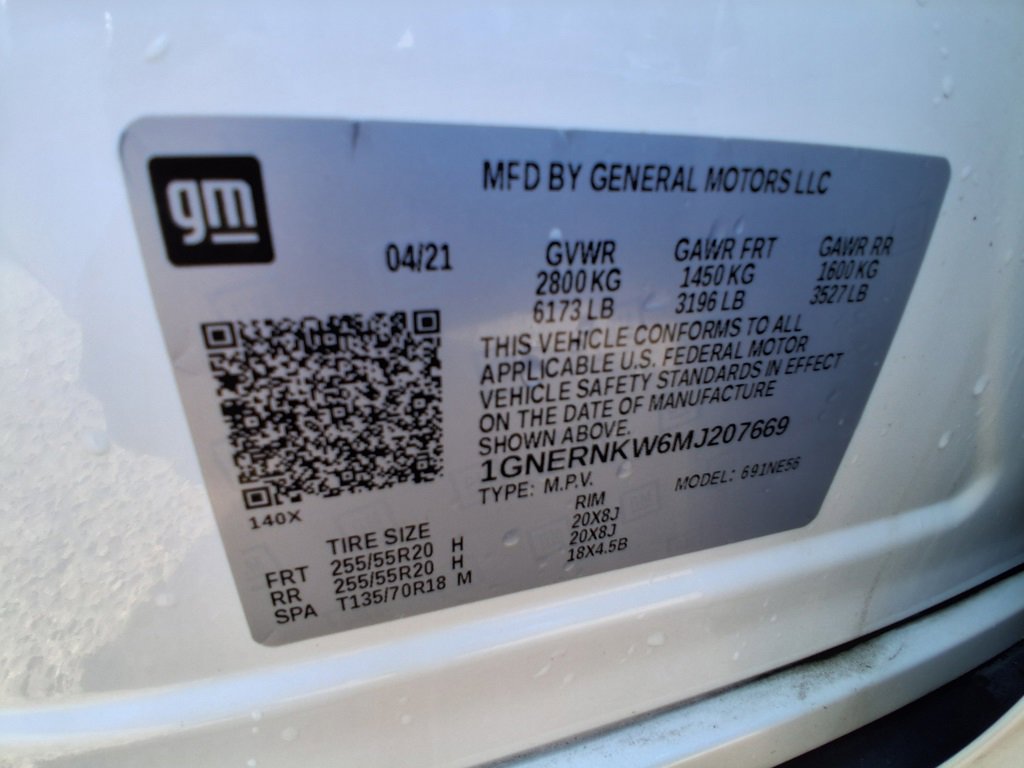 gm
MFD BY GENERAL MOTORS LLC
04/21
GVWR GAWR FRT GAWR RR
2800 KG 1450 KG 1600 KG
6173 LB 3196 LB 3527 LB
THIS VEHICLE CONFORMS TO ALL
APPLICABLE U.S. FEDERAL MOTOR
VEHICLE SAFETY STANDARDS IN EFFECT
ON THE DATE OF MANUFACTURE
SHOWN ABOVE.
1GNERNKW6MJ207669
TYPE: M.P.V. MODEL: 691NE56
140X
TIRE SIZE RIM
FRT 255/55R20 H 20X8J
RR 255/55R20 H 20X8J
SPA T135/70R18 M 18X4.5B